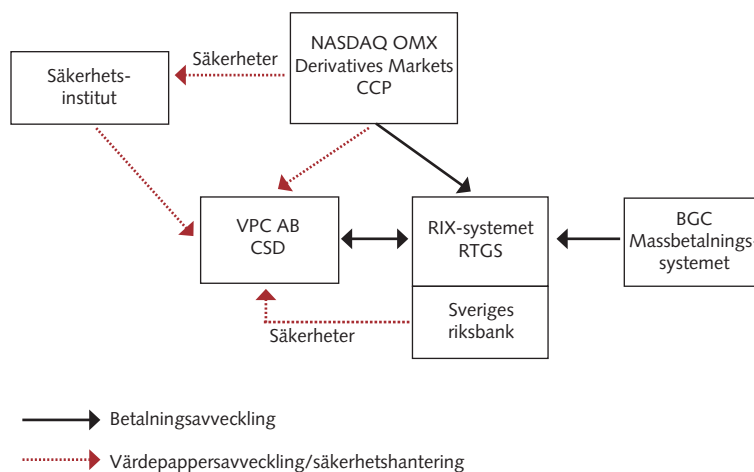 Säkerhets-
institut
Säkerheter
NASDAQ OMX
Derivatives Markets
CCP
VPC AB
CSD
RIX-systemet
RTGS
BGC
Massbetalnings-
systemet
Säkerheter
Sveriges
riksbank
Betalningsavveckling
Värdepappersavveckling/säkerhetshantering